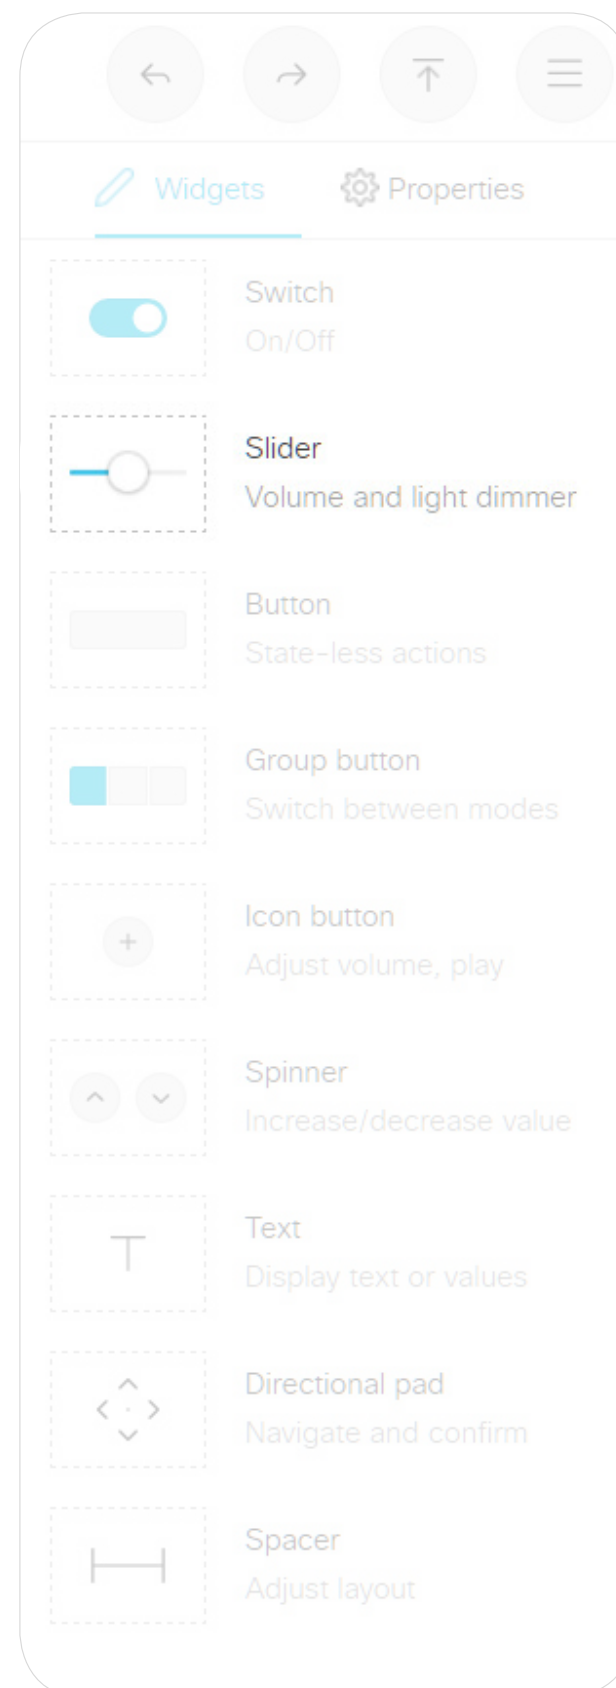 Widgets
Properties
Switch
On/Off
Slider
Volume and light dimmer
Button
State-less actions
Group button
Switch between modes
Icon button
Adjust volume, play
Spinner
Increase/decrease value
Text
Display text or values
Directional pad
Navigate and confirm
Spacer
Adjust layout